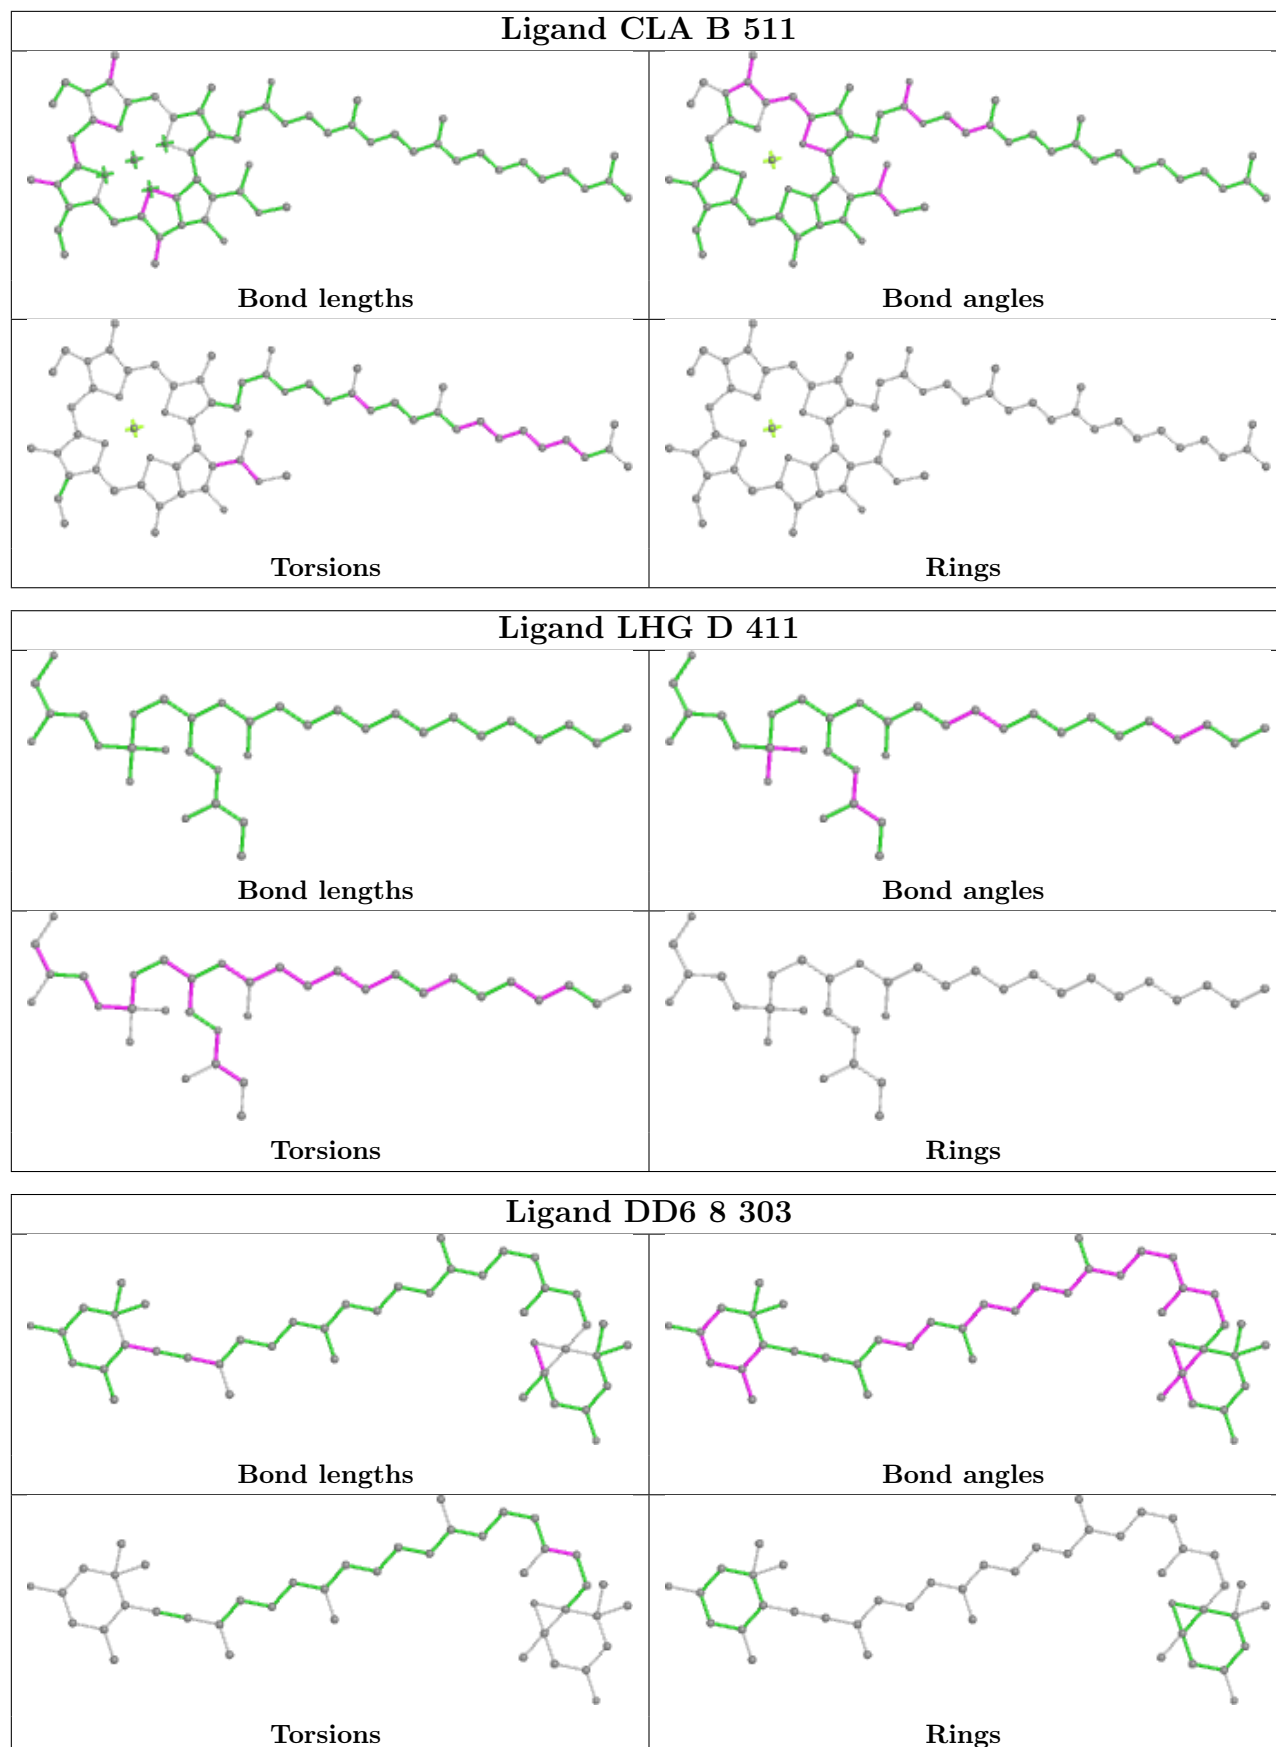 Ligand CLA B 511
Bond lengths
Bond angles
Torsions
Rings
Ligand LHG D 411
Bond lengths
Bond angles
Torsions
Rings
Ligand DD6 8 303
Bond lengths
Bond angles
Torsions
Rings